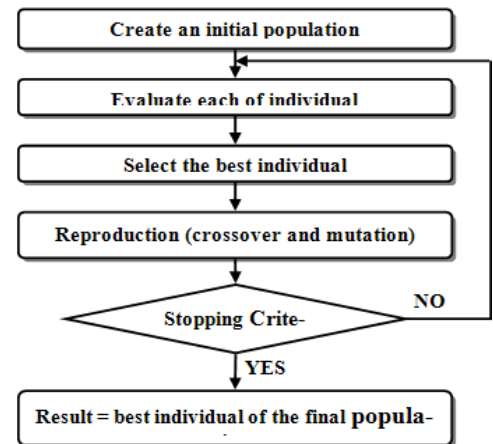 Create an initial population
Evaluate each of individual
Select the best individual
Reproduction (crossover and mutation)
Stopping Crite-
NO
YES
Result = best individual of the final popula-